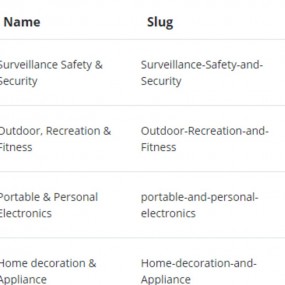 Name Slug
Surveillance Safety & Surveillance-Safety-and-
Security Security
Outdoor, Recreation & Outdoor-Recreation-and-
Fitness Fitness
Portable & Personal portable-and-personal-
Electronics electronics
Home decoration & Home-decoration-and-
Appliance Appliance